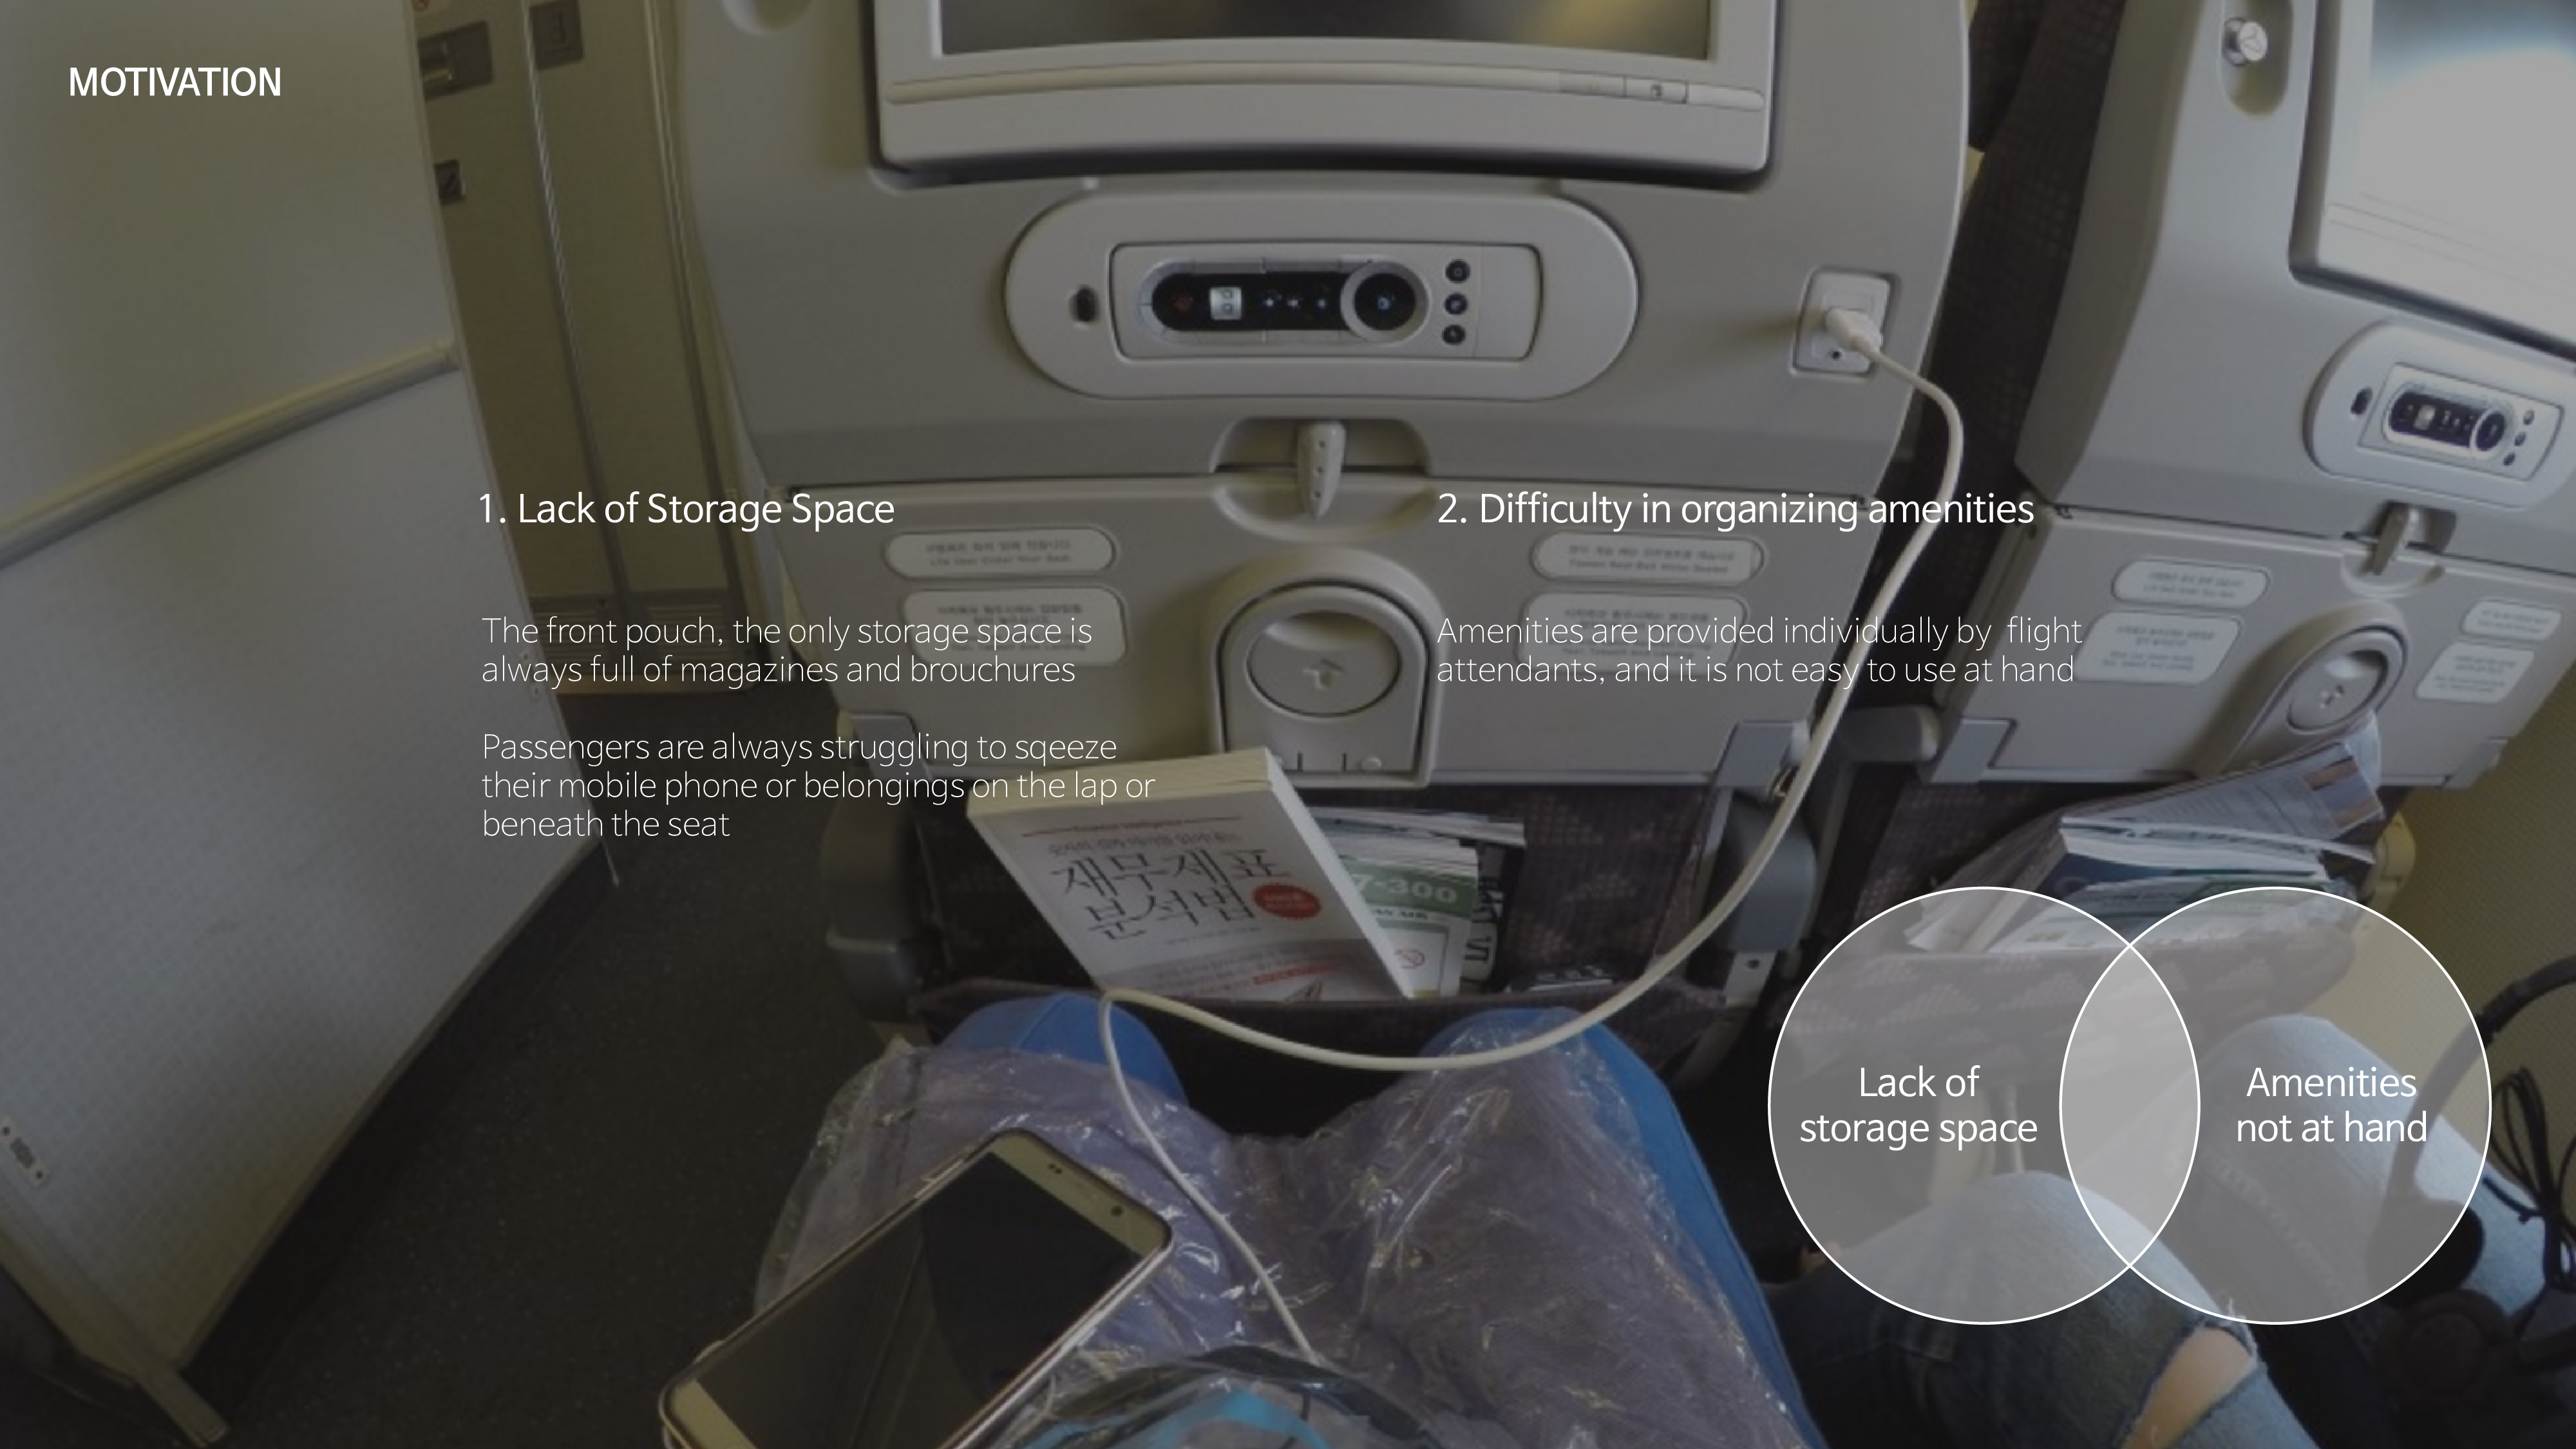 MOTIVATION
1. Lack of Storage Space
The front pouch, the only storage space is
always full of magazines and brouchures
Passengers are always struggling to sqeeze
their mobile phone or belongings on the lap or
beneath the seat
2. Difficulty in organizing amenities
Amenities are provided individually by  flight
attendants, and it is not easy to use at hand
재무제표
분석법
7-300
Lack of
storage space
Amenities
not at hand